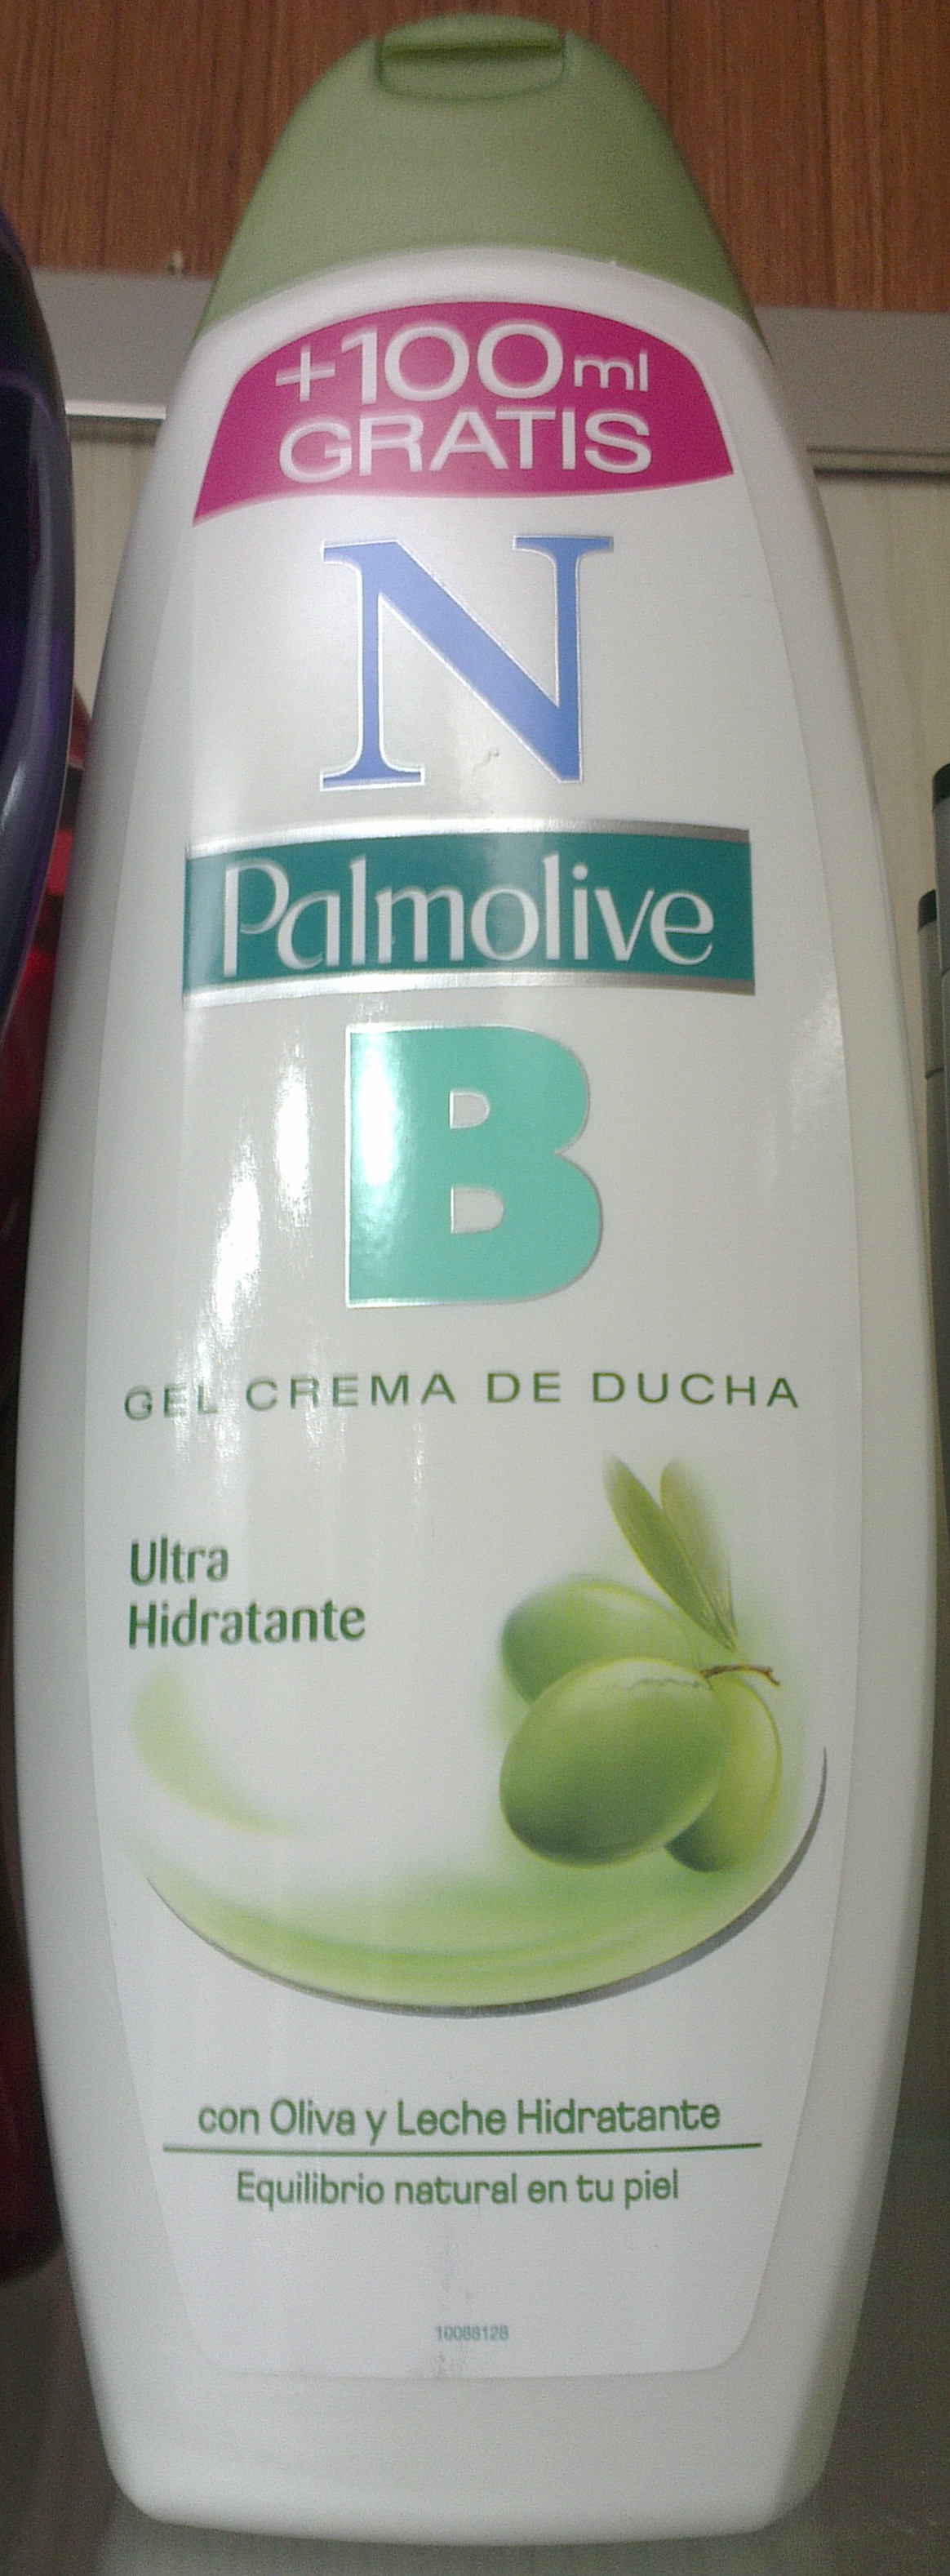 +100ml
GRATIS
N
Palmolive
B
GEL CREMA DE DUCHA
Ultra
Hidratante
con Oliva y Leche Hidratante
Equilibrio natural en tu piel
10088128